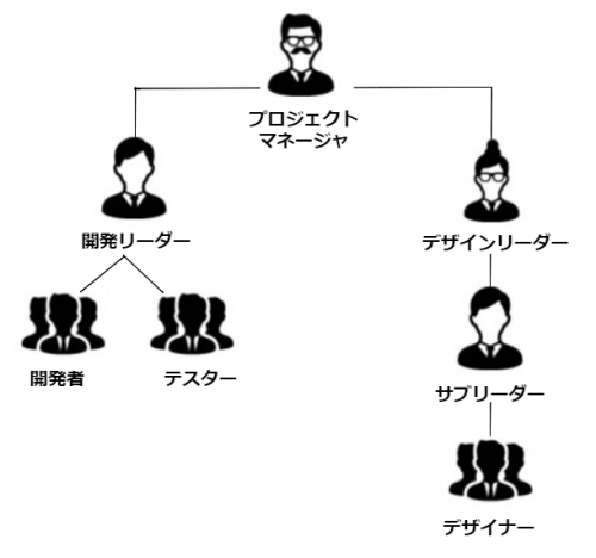 プロジェクト
マネージャ
開発リーダー
デザインリーダー
開発者
テスター
サブリーダー
デザイナー